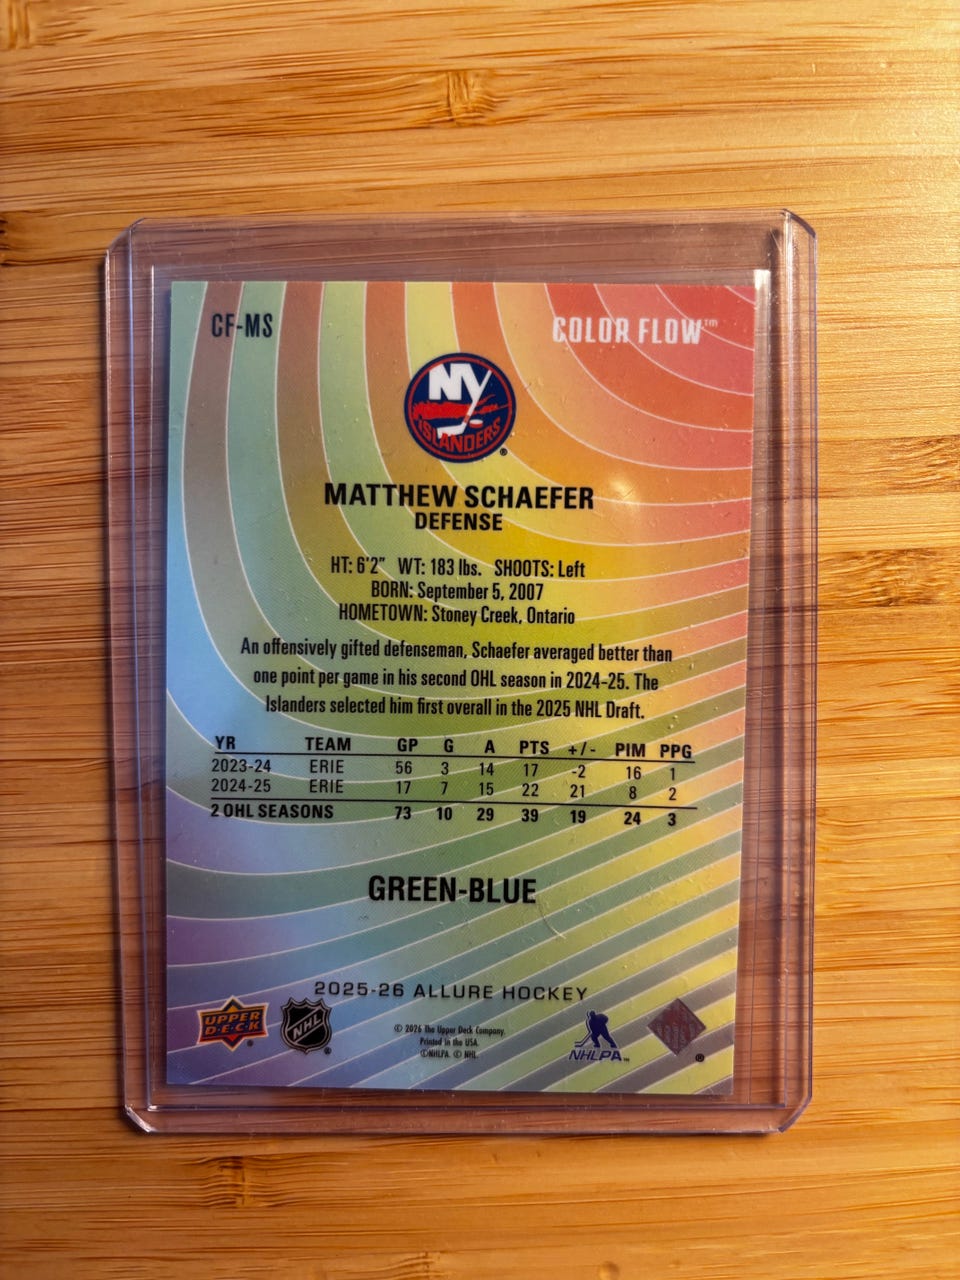 CF-MS COLOR FLOW™
NY
ISLANDERS®
MATTHEW SCHAEFER
DEFENSE
HT: 6'2" WT: 183 lbs. SHOOTS: Left
BORN: September 5, 2007
HOMETOWN: Stoney Creek, Ontario
An offensively gifted defenseman, Schaefer averaged better than
one point per game in his second OHL season in 2024-25. The
Islanders selected him first overall in the 2025 NHL Draft.
YR TEAM GP G A PTS +/- PIM PPG
2023-24 ERIE 56 3 14 17 -2 16 1
2024-25 ERIE 17 7 15 22 21 8 2
2 OHL SEASONS 73 10 29 39 19 24 3
GREEN-BLUE
2025-26 ALLURE HOCKEY
UPPER
DECK®
NHL®
© 2026 The Upper Deck Company.
Printed in the USA.
©NHLPA. © NHL.
NHLPA™